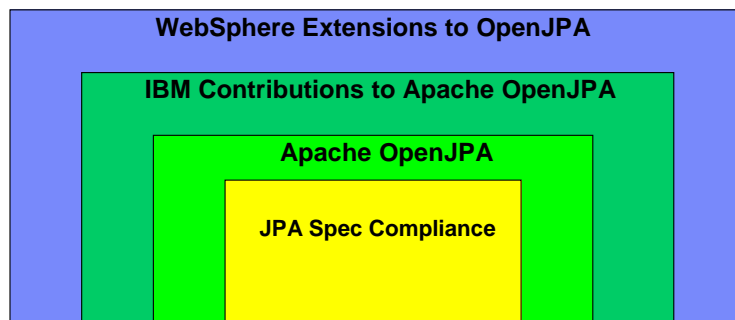 WebSphere Extensions to OpenJPA
IBM Contributions to Apache OpenJPA
Apache OpenJPA
JPA Spec Compliance